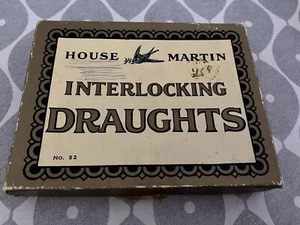 HOUSE MARTIN
INTERLOCKING
DRAUGHTS
No. 52